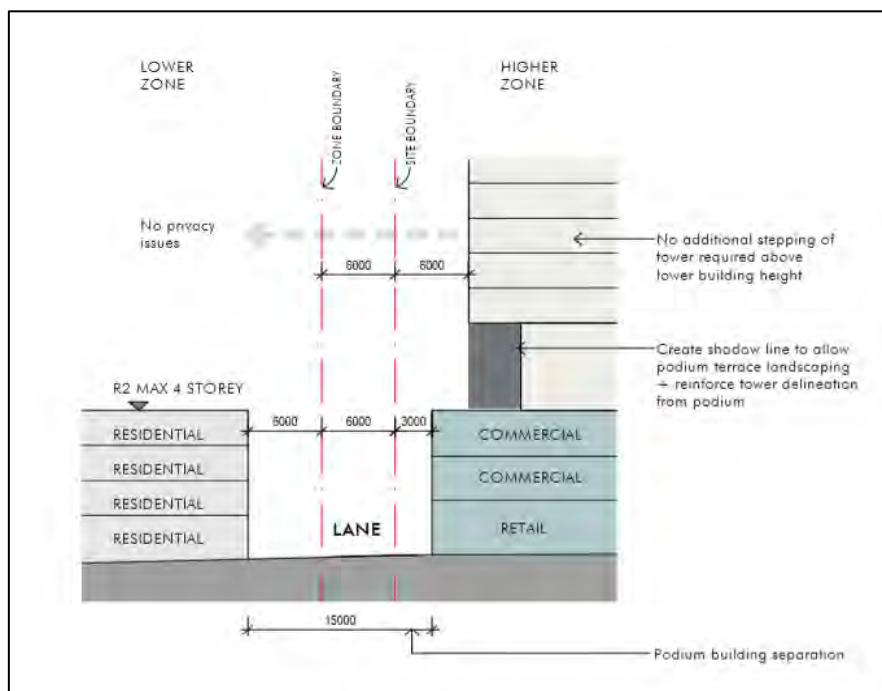 LOWER
ZONE
HIGHER
ZONE
ZONE BOUNDARY
SITE BOUNDARY
No privacy
issues
No additional stepping of
tower required above
tower building height
6000
6000
Create shadow line to allow
podium terrace landscaping
+ reinforce tower delineation
from podium
R2 MAX 4 STOREY
6000
6000
3000
RESIDENTIAL
COMMERCIAL
RESIDENTIAL
COMMERCIAL
RESIDENTIAL
LANE
RETAIL
RESIDENTIAL
15000
Podium building separation